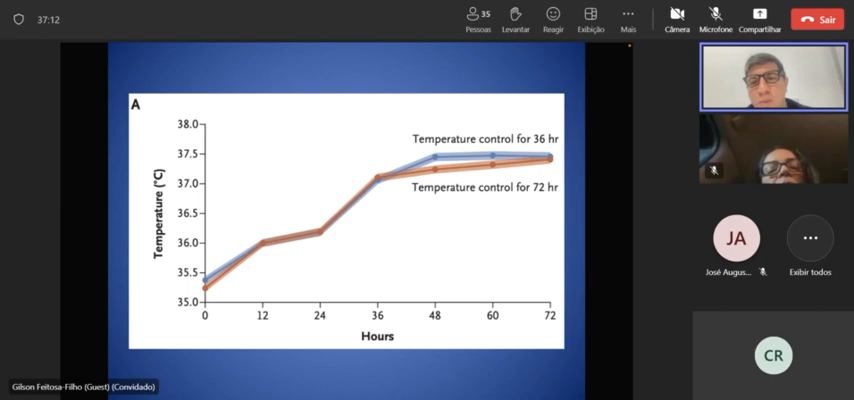 37:12
35
Pessoas
Levantar
Reagir
Exibição
Mais
Câmera
Microfone
Compartilhar
Sair
A
38.0
37.5
37.0
36.5
36.0
35.5
35.0
Temperature (°C)
Temperature control for 36 hr
Temperature control for 72 hr
0 12 24 36 48 60 72
Hours
JA
José Augus...
Exibir todos
CR
Gilson Feitosa-Filho (Guest) (Convidado)